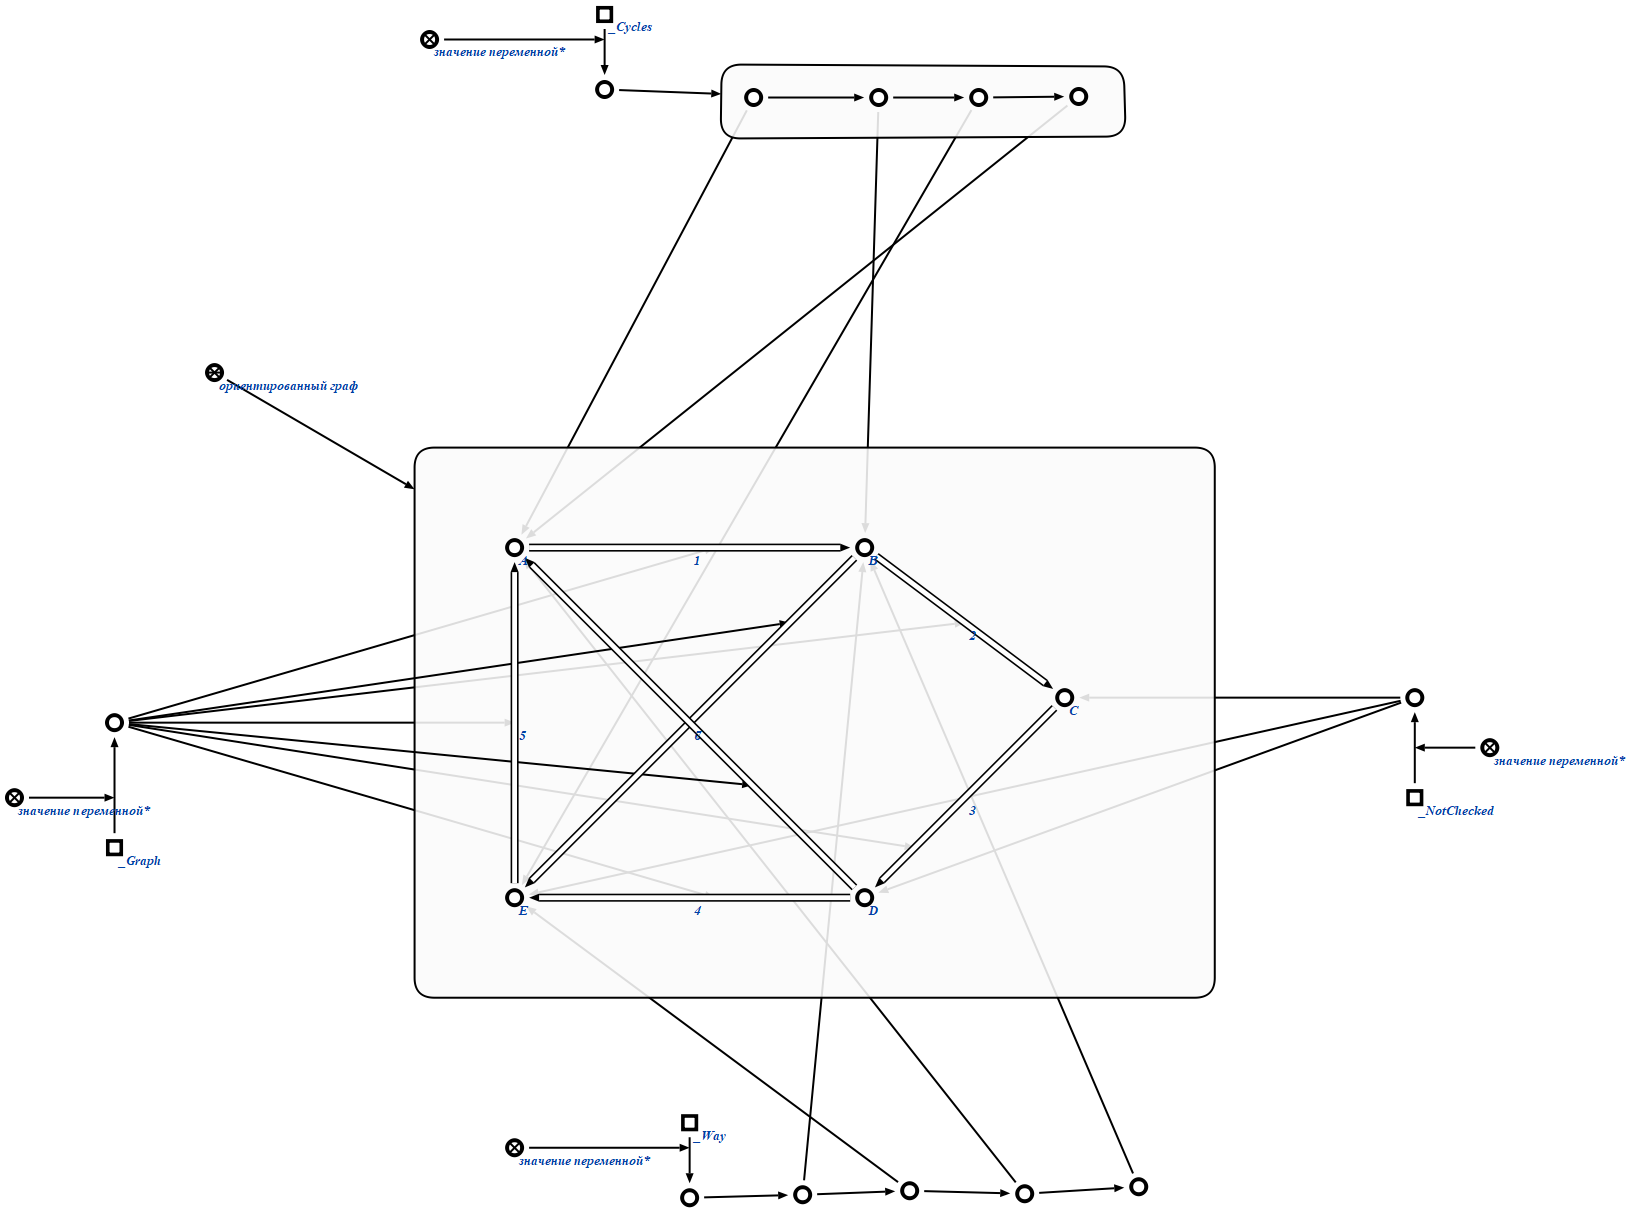 _Cycles
значение переменной*
ориентированный граф
A
1
B
2
5
6
C
значение переменной*
3
_NotChecked
значение переменной*
_Graph
E
4
D
_Way
значение переменной*